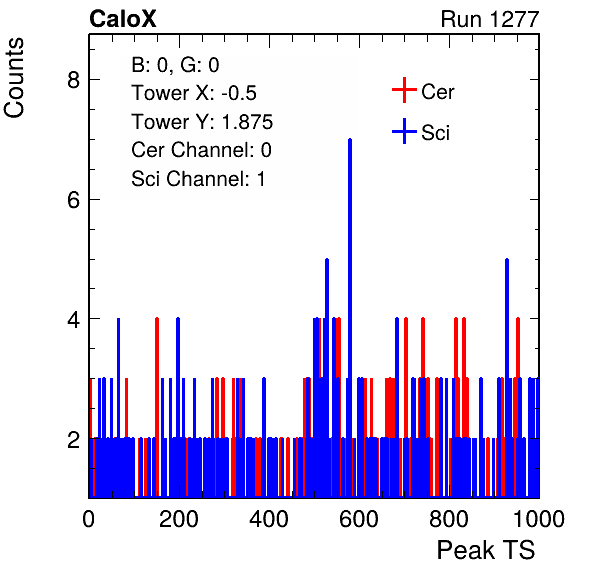 CaloX Run 1277
Counts
B: 0, G: 0
Tower X: -0.5
Tower Y: 1.875
Cer Channel: 0
Sci Channel: 1
Cer
Sci
8
6
4
2
0 200 400 600 800 1000
Peak TS